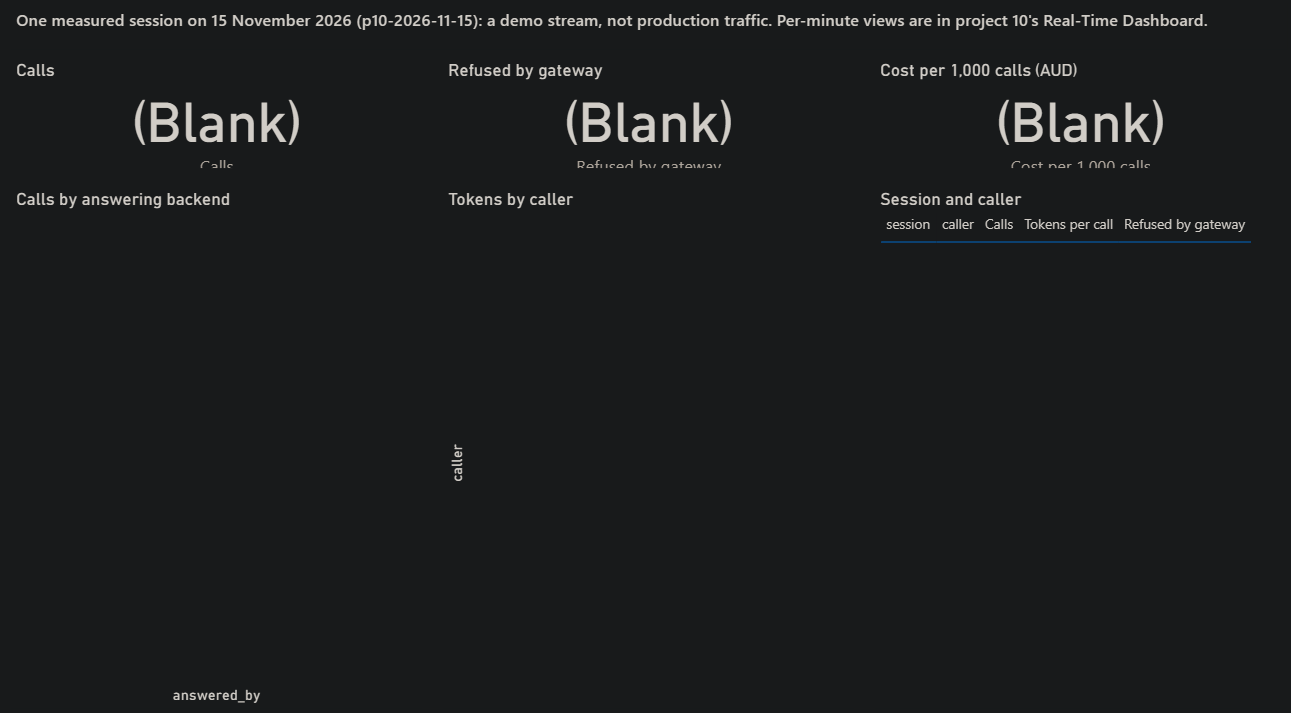 One measured session on 15 November 2026 (p10-2026-11-15): a demo stream, not production traffic. Per-minute views are in project 10's Real-Time Dashboard.
Calls
Refused by gateway
Cost per 1,000 calls (AUD)
(Blank)
(Blank)
(Blank)
Calls
Refused by gateway
Cost per 1,000 calls
Calls by answering backend
Tokens by caller
Session and caller
session caller Calls Tokens per call Refused by gateway
caller
answered_by